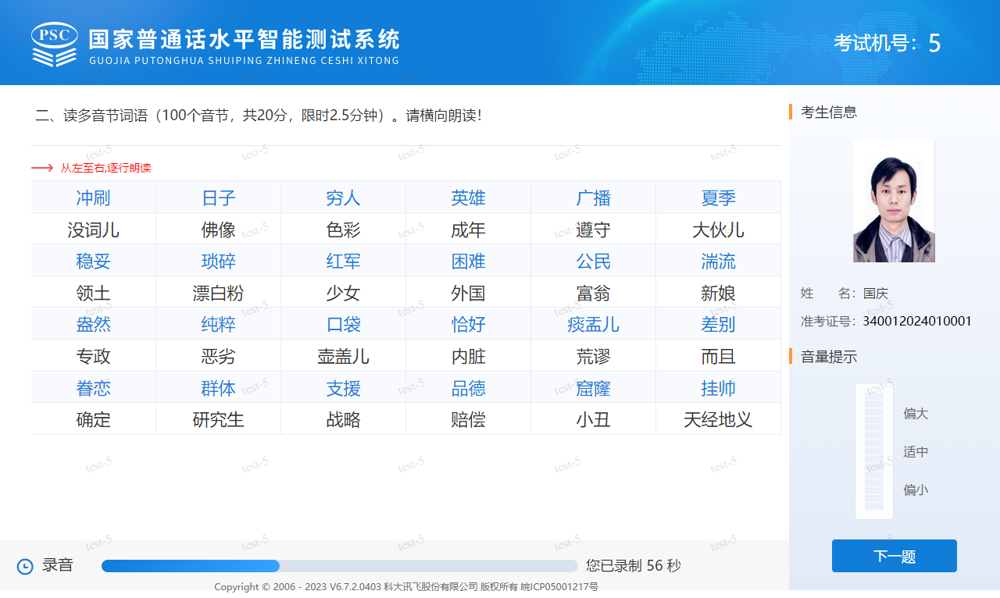 PSC 国家普通话水平智能测试系统
GUOJIA PUTONGHUA SHUIPING ZHINENG CESHI XITONG
考试机号：5
二、读多音节词语（100个音节，共20分，限时2.5分钟）。请横向朗读！
从左至右,逐行朗读
冲刷 日子 穷人 英雄 广播 夏季
没词儿 佛像 色彩 成年 遵守 大伙儿
稳妥 琐碎 红军 困难 公民 湍流
领土 漂白粉 少女 外国 富翁 新娘
盎然 纯粹 口袋 恰好 痰盂儿 差别
专政 恶劣 壶盖儿 内脏 荒谬 而且
眷恋 群体 支援 品德 窟窿 挂帅
确定 研究生 战略 赔偿 小丑 天经地义
考生信息
姓 名：国庆
准考证号：340012024010001
音量提示
偏大
适中
偏小
下一题
录音 您已录制 56 秒
Copyright © 2006 - 2023 V6.7.2.0403 科大讯飞股份有限公司 版权所有 皖ICP05001217号
test-5